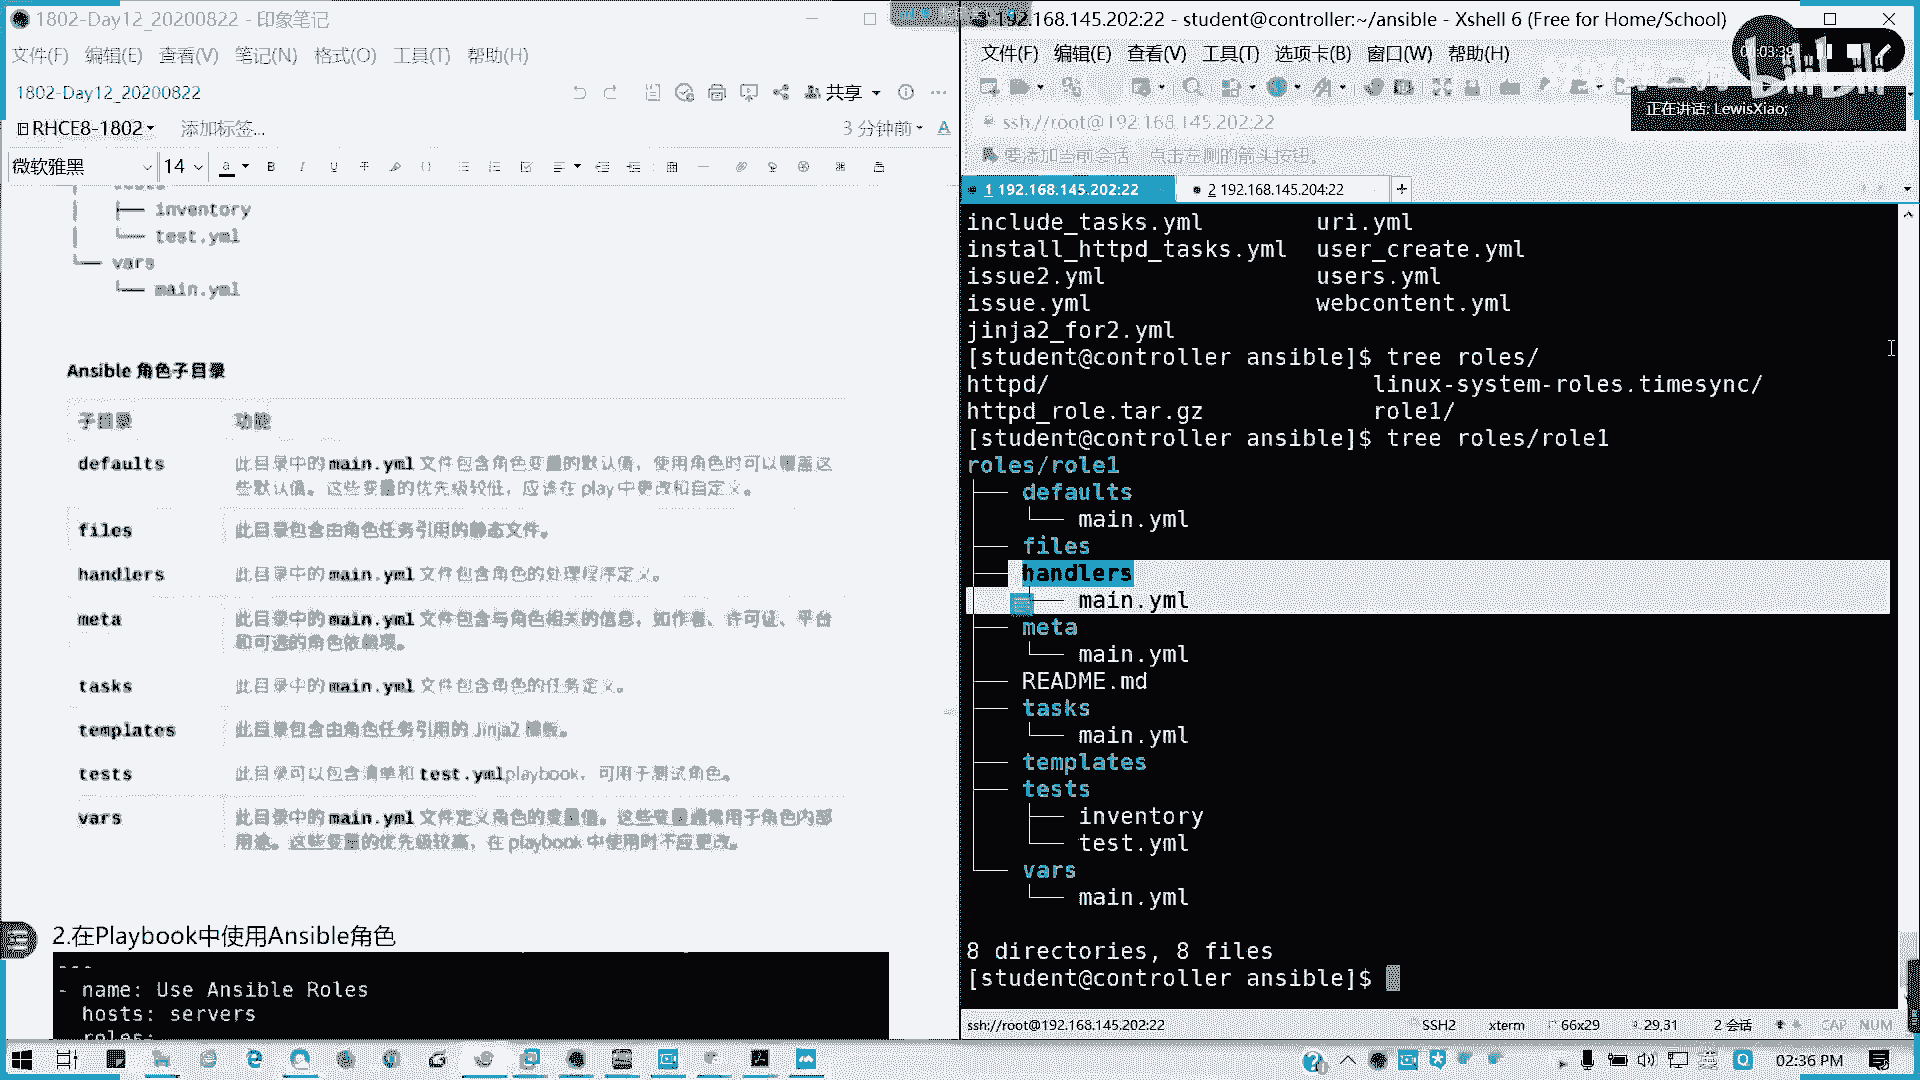 1802-Day12_20200822 - 印象笔记
文件(F) 编辑(E) 查看(V) 笔记(N) 格式(O) 工具(T) 帮助(H)
1802-Day12_20200822
共享
RHCE8-1802
添加标签...
3 分钟前
微软雅黑 14
├── inventory
└── test.yml
└── vars
└── main.yml
Ansible 角色子目录
子目录 功能
defaults 此目录中的 main.yml 文件包含角色变量的默认值，使用角色时可以覆盖这
些默认值。这些变量的优先级较低，应该在 play 中更改和自定义。
files 此目录包含由角色任务引用的静态文件。
handlers 此目录中的 main.yml 文件包含角色的处理程序定义。
meta 此目录中的 main.yml 文件包含与角色相关的信息，如作者、许可证、平台
和可选的角色依赖项。
tasks 此目录中的 main.yml 文件包含角色的任务定义。
templates 此目录包含由角色任务引用的 Jinja2 模板。
tests 此目录可以包含清单和 test.yml playbook，可用于测试角色。
vars 此目录中的 main.yml 文件定义角色的变量值。这些变量通常用于角色内部
用途。这些变量的优先级较高，在 playbook 中使用时不应更改。
2.在Playbook中使用Ansible角色
---
- name: Use Ansible Roles
hosts: servers
roles:
192.168.145.202:22 - student@controller:~/ansible - Xshell 6 (Free for Home/School)
文件(F) 编辑(E) 查看(V) 工具(T) 选项卡(B) 窗口(W) 帮助(H)
正在讲话: LewisXiao;
ssh://root@192.168.145.202:22
要添加当前会话，点击左侧的箭头按钮。
1 192.168.145.202:22
2 192.168.145.204:22
+
include_tasks.yml uri.yml
install_httpd_tasks.yml user_create.yml
issue2.yml users.yml
issue.yml webcontent.yml
jinja2_for2.yml
[student@controller ansible]$ tree roles/
httpd/ linux-system-roles.timesync/
httpd_role.tar.gz role1/
[student@controller ansible]$ tree roles/role1
roles/role1
├── defaults
│   └── main.yml
├── files
├── handlers
│   └── main.yml
├── meta
│   └── main.yml
├── README.md
├── tasks
│   └── main.yml
├── templates
├── tests
│   ├── inventory
│   └── test.yml
└── vars
    └── main.yml
8 directories, 8 files
[student@controller ansible]$
ssh://root@192.168.145.202:22 SSH2 xterm 66x29 29,31 2 会话 CAP NUM
02:36 PM